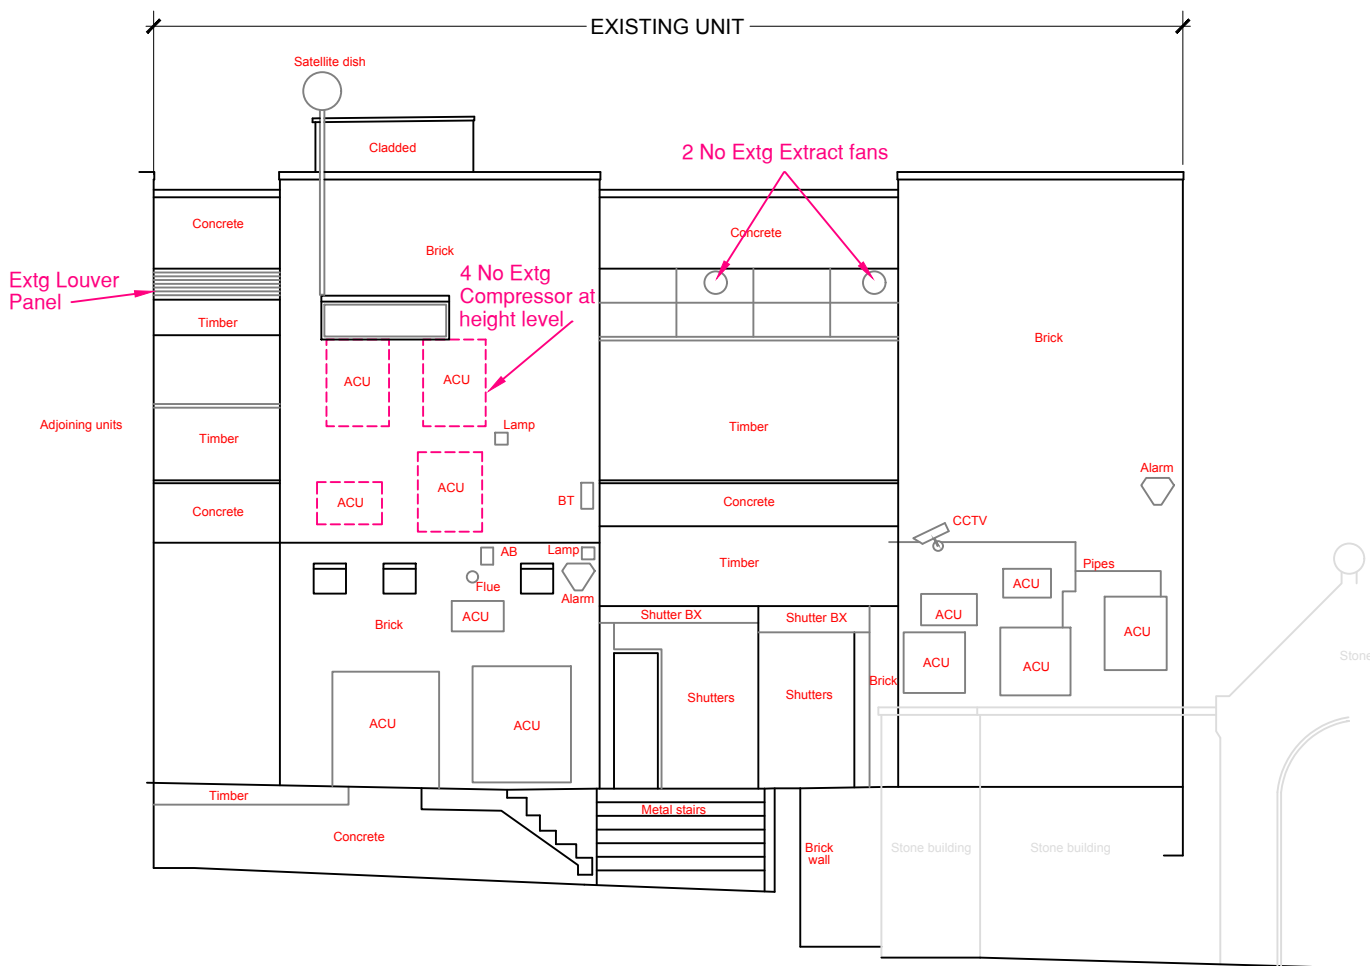 EXISTING UNIT
Satellite dish
Cladded
2 No Extg Extract fans
Concrete
Brick
Concrete
Extg Louver
Panel
4 No Extg
Compressor at
height level
Timber
Brick
ACU
ACU
Adjoining units
Timber
Lamp
Timber
Alarm
ACU
ACU
BT
Concrete
Concrete
CCTV
AB
Lamp
Timber
Pipes
Flue
Alarm
ACU
ACU
Brick
ACU
Shutter BX
Shutter BX
ACU
ACU
ACU
ACU
Stone
Brick
Shutters
Shutters
ACU
ACU
Timber
Metal stairs
Concrete
Brick
wall
Stone building
Stone building